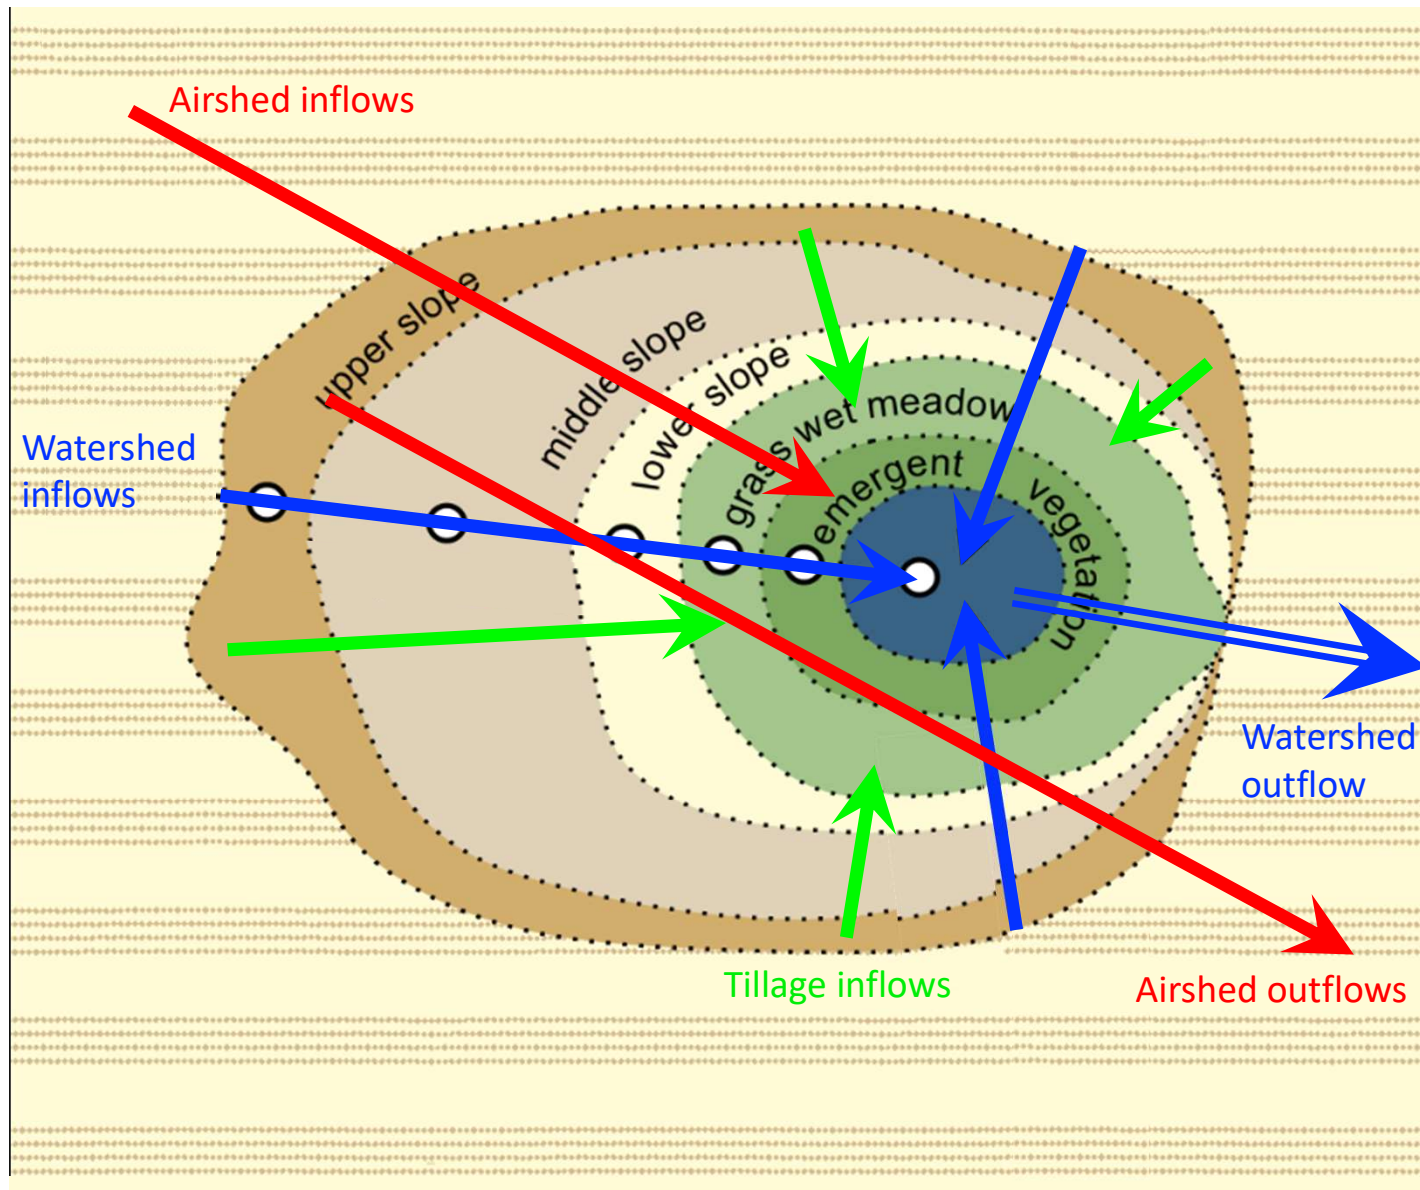 Airshed inflows
upper slope
middle slope
lower slope
grass wet meadow
emergent vegetation
Watershed
inflows
Watershed
outflow
Tillage inflows
Airshed outflows